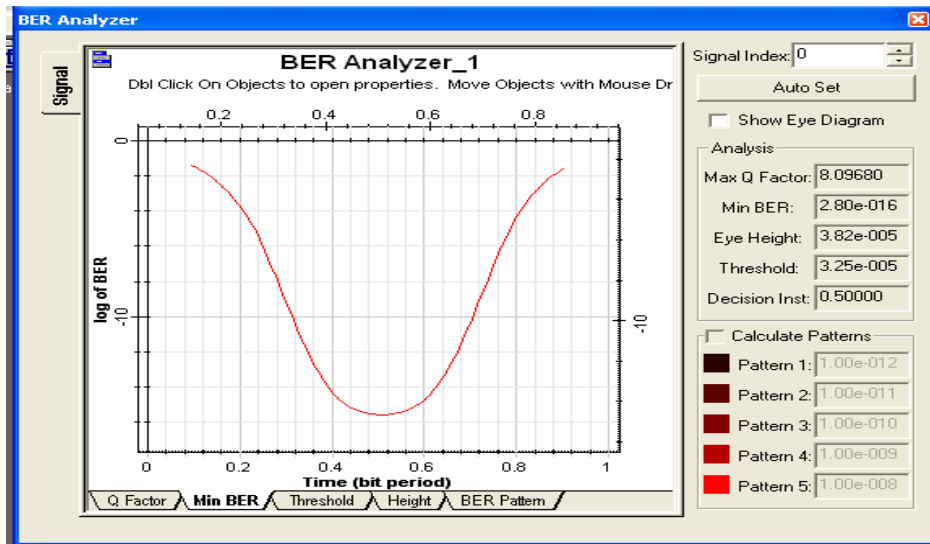 BER Analyzer
Signal
BER Analyzer_1
Dbl Click On Objects to open properties. Move Objects with Mouse Dr
0.2 0.4 0.6 0.8
0
-10
-10
log of BER
0 0.2 0.4 0.6 0.8 1
Time (bit period)
Q Factor Min BER Threshold Height BER Pattern
Signal Index: 0
Auto Set
Show Eye Diagram
Analysis
Max Q Factor: 8.09680
Min BER: 2.80e-016
Eye Height: 3.82e-005
Threshold: 3.25e-005
Decision Inst: 0.50000
Calculate Patterns
Pattern 1: 1.00e-012
Pattern 2: 1.00e-011
Pattern 3: 1.00e-010
Pattern 4: 1.00e-009
Pattern 5: 1.00e-008